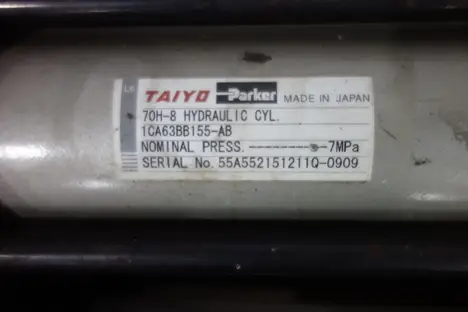 TAIYO Parker MADE IN JAPAN
70H-8 HYDRAULIC CYL.
1CA63BB155-AB
NOMINAL PRESS.----------7MPa
SERIAL No.55A552151211Q-0909